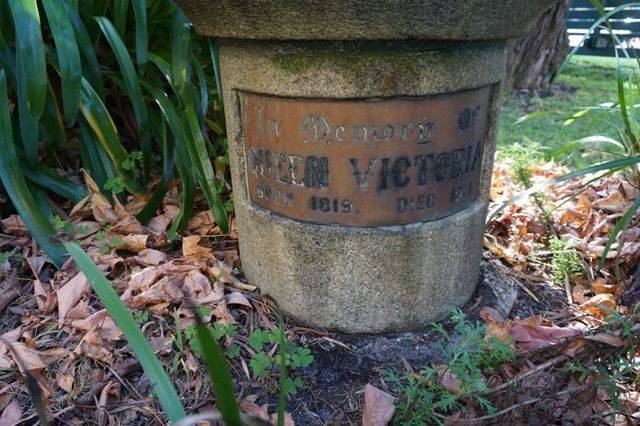 In Memory of
QUEEN VICTORIA
BORN 1819. DIED